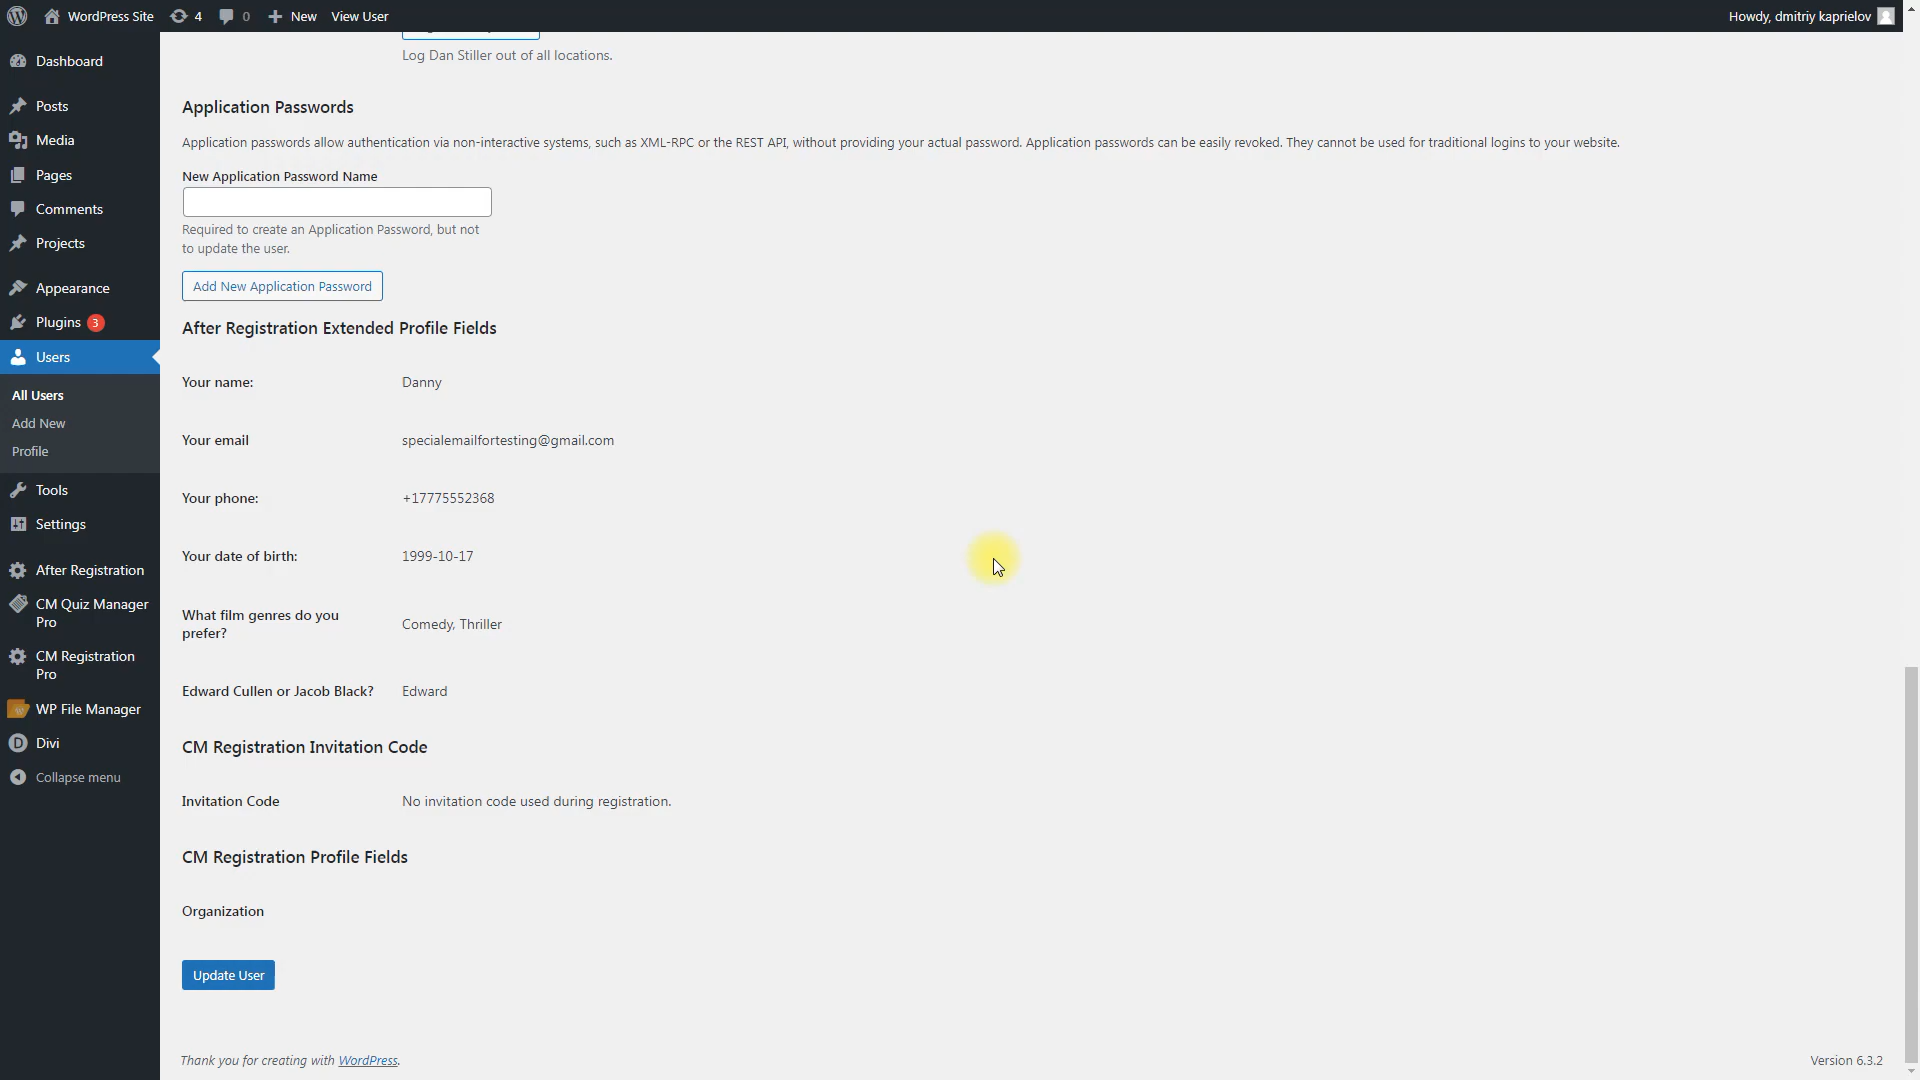 WordPress Site 4 0 New View User Howdy, dmitriy kaprielov
Dashboard
Posts
Media
Pages
Comments
Projects
Appearance
Plugins 3
Users
All Users
Add New
Profile
Tools
Settings
After Registration
CM Quiz Manager
Pro
CM Registration
Pro
WP File Manager
Divi
Collapse menu
Log Dan Stiller out of all locations.
Application Passwords
Application passwords allow authentication via non-interactive systems, such as XML-RPC or the REST API, without providing your actual password. Application passwords can be easily revoked. They cannot be used for traditional logins to your website.
New Application Password Name
Required to create an Application Password, but not
to update the user.
Add New Application Password
After Registration Extended Profile Fields
Your name: Danny
Your email specialemailfortesting@gmail.com
Your phone: +17775552368
Your date of birth: 1999-10-17
What film genres do you
prefer?
Comedy, Thriller
Edward Cullen or Jacob Black? Edward
CM Registration Invitation Code
Invitation Code No invitation code used during registration.
CM Registration Profile Fields
Organization
Update User
Thank you for creating with WordPress.
Version 6.3.2